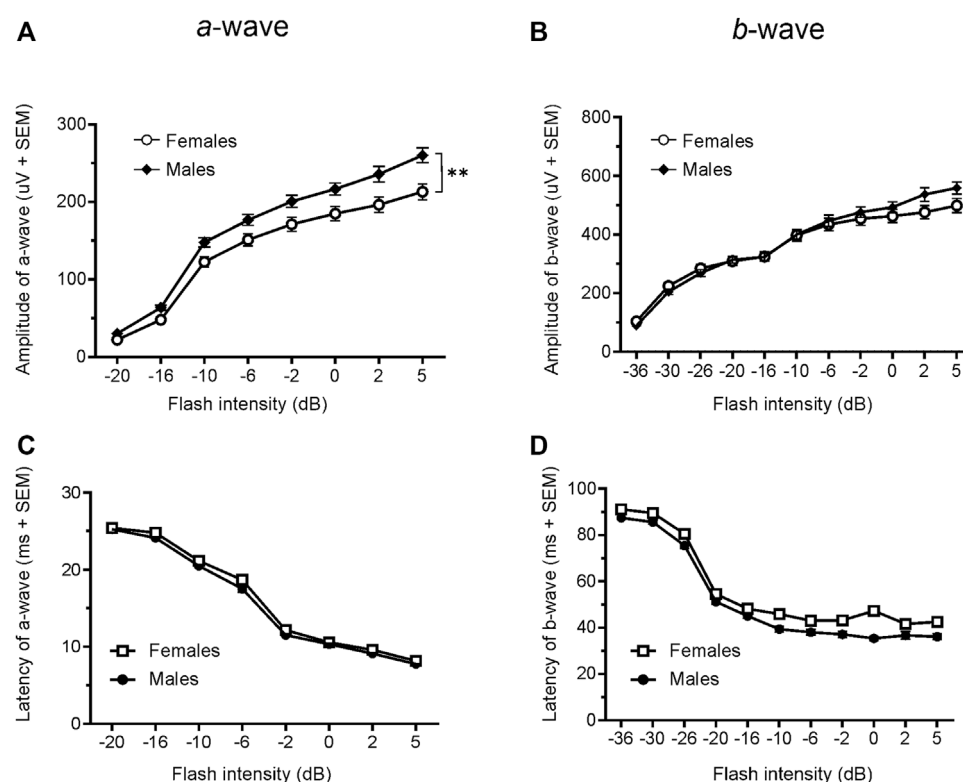 A
a-wave
Amplitude of a-wave (uV + SEM)
300
200
100
0
Females
Males
**
-20 -16 -10 -6 -2 0 2 5
Flash intensity (dB)
B
b-wave
Amplitude of b-wave (uV + SEM)
800
600
400
200
0
Females
Males
-36 -30 -26 -20 -16 -10 -6 -2 0 2 5
Flash intensity (dB)
C
Latency of a-wave (ms + SEM)
30
20
10
0
Females
Males
-20 -16 -10 -6 -2 0 2 5
Flash intensity (dB)
D
Latency of b-wave (ms + SEM)
100
80
60
40
20
0
Females
Males
-36 -30 -26 -20 -16 -10 -6 -2 0 2 5
Flash intensity (dB)